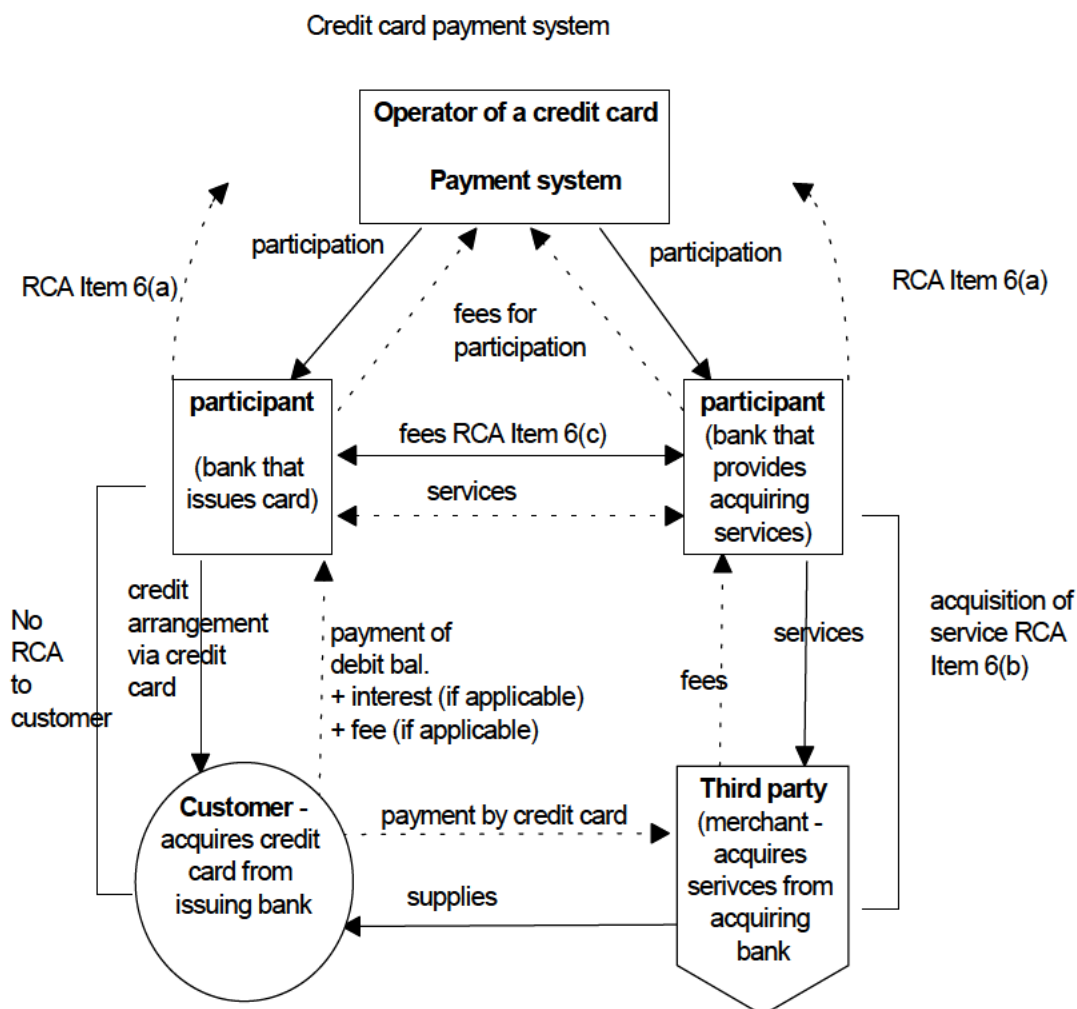 Credit card payment system
Operator of a credit card
Payment system
participation
participation
RCA Item 6(a)
RCA Item 6(a)
fees for
participation
participant
(bank that
issues card)
participant
(bank that
provides
acquiring
services)
fees RCA Item 6(c)
services
No
RCA
to
customer
credit
arrangement
via credit
card
payment of
debit bal.
+ interest (if applicable)
+ fee (if applicable)
fees
services
acquisition of
service RCA
Item 6(b)
Customer -
acquires credit
card from
issuing bank
payment by credit card
supplies
Third party
(merchant -
acquires
serivces from
acquiring
bank